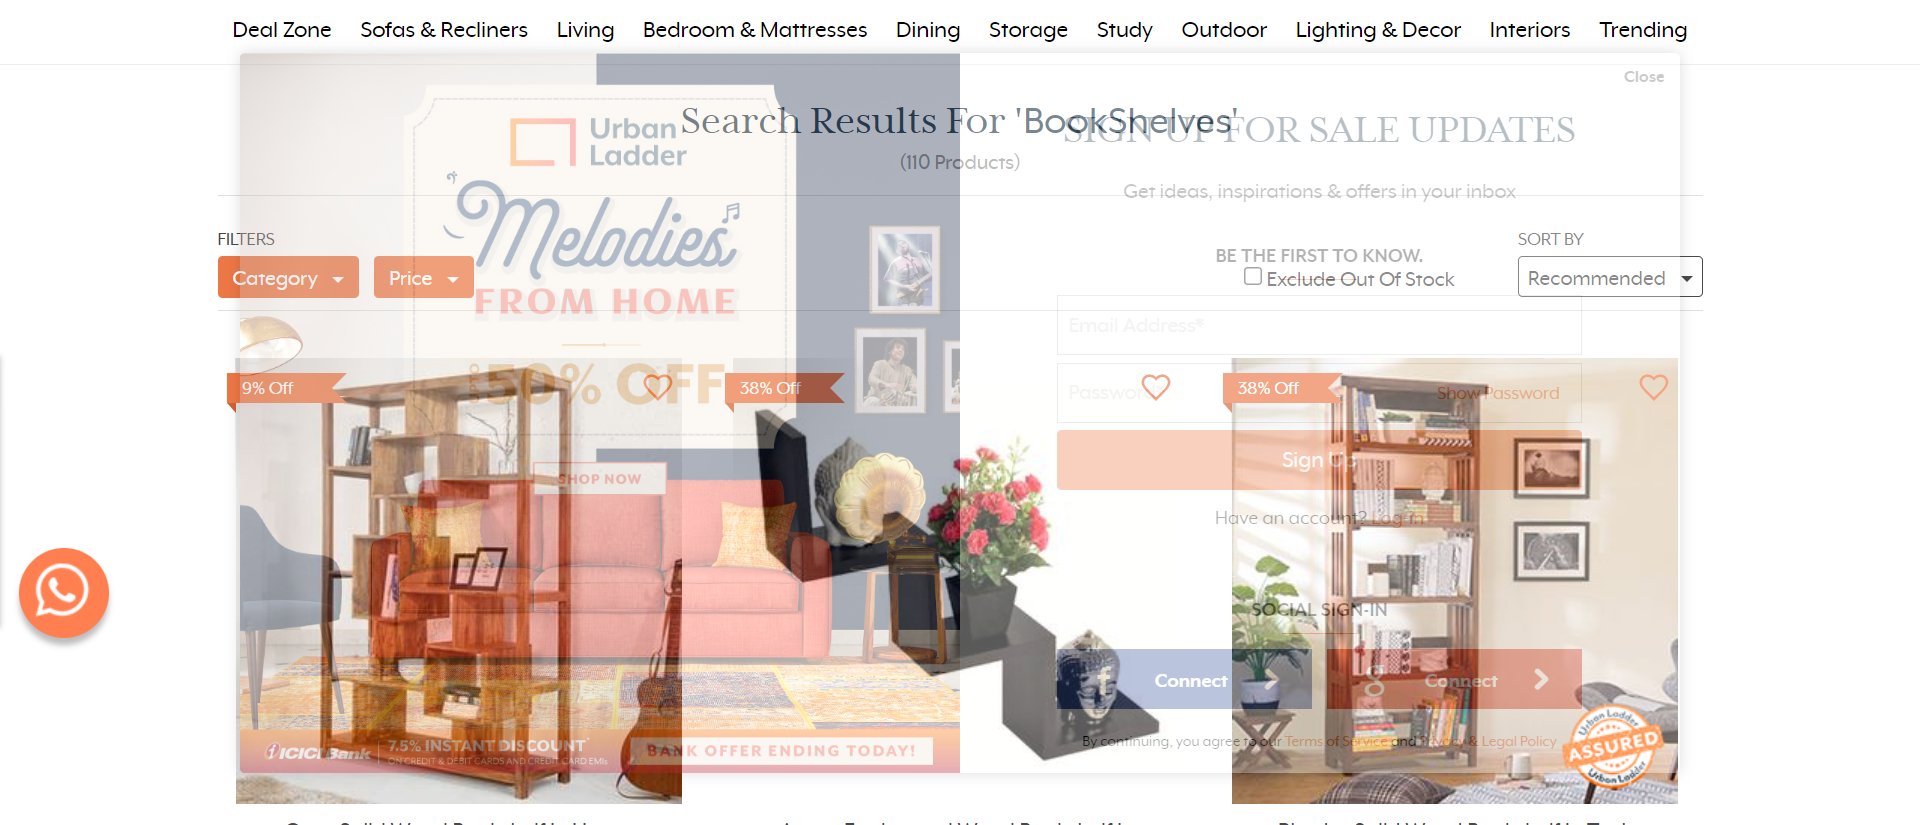 Deal Zone Sofas & Recliners Living Bedroom & Mattresses Dining Storage Study Outdoor Lighting & Decor Interiors Trending
Close
Search Results For 'BookShelves'
SIGN UP FOR SALE UPDATES
(110 Products)
Get ideas, inspirations & offers in your inbox
Urban
Ladder
Melodies
FROM HOME
50% OFF
SHOP NOW
FILTERS
Category
Price
BE THE FIRST TO KNOW.
Exclude Out Of Stock
SORT BY
Recommended
Email Address*
Password
Show Password
9% Off
38% Off
38% Off
Sign Up
Have an account? Log in
SOCIAL SIGN-IN
f Connect
Connect
By continuing, you agree to our Terms of Service and Privacy & Legal Policy
ICICI Bank
7.5% INSTANT DISCOUNT*
ON CREDIT & DEBIT CARDS AND CREDIT CARD EMIs
BANK OFFER ENDING TODAY!
Urban Ladder
ASSURED
Urban Ladder